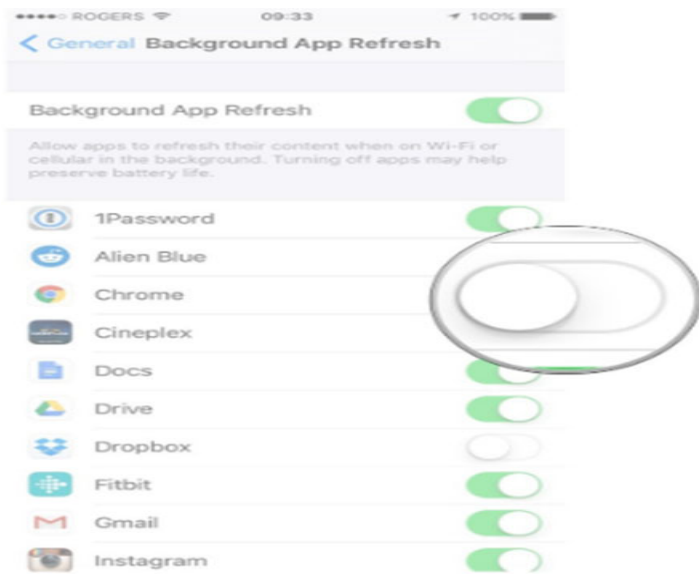 ROGERS 09:33 100%
General Background App Refresh
Background App Refresh
Allow apps to refresh their content when on Wi-Fi or
cellular in the background. Turning off apps may help
preserve battery life.
1Password
Alien Blue
Chrome
Cineplex
Docs
Drive
Dropbox
Fitbit
Gmail
Instagram